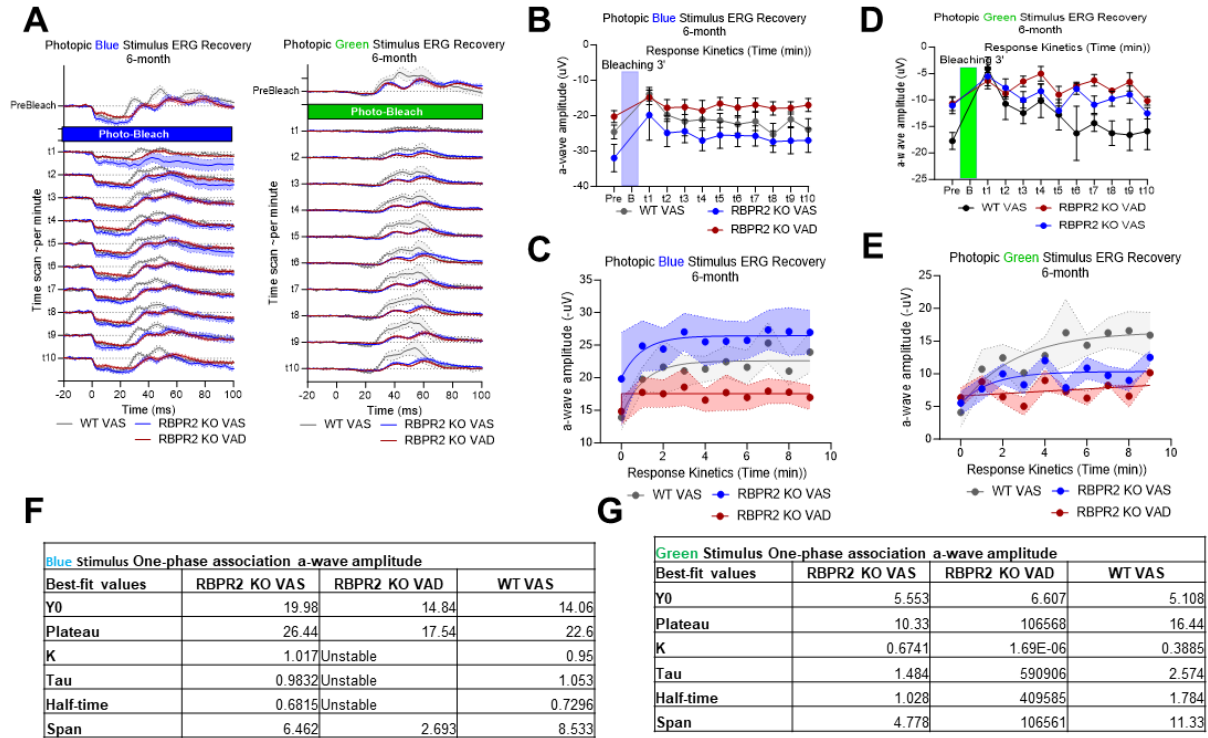 A
Photopic Blue Stimulus ERG Recovery
6-month
PreBleach
Photo-Bleach
t1
t2
t3
t4
t5
t6
t7
t8
t9
t10
Time scan ~per minute
-20 0 20 40 60 80 100
Time (ms)
WT VAS
RBPR2 KO VAS
RBPR2 KO VAD
Photopic Green Stimulus ERG Recovery
6-month
PreBleach
Photo-Bleach
t1
t2
t3
t4
t5
t6
t7
t8
t9
t10
Time scan ~per minute
-20 0 20 40 60 80 100
Time (ms)
WT VAS
RBPR2 KO VAS
RBPR2 KO VAD
B
Photopic Blue Stimulus ERG Recovery
6-month
Response Kinetics (Time (min))
Bleaching 3'
a-wave amplitude (uV)
0
-10
-20
-30
-40
Pre B t1 t2 t3 t4 t5 t6 t7 t8 t9 t10
WT VAS
RBPR2 KO VAS
RBPR2 KO VAD
D
Photopic Green Stimulus ERG Recovery
6-month
Response Kinetics (Time (min))
Bleaching 3'
a-wave amplitude (uV)
0
-5
-10
-15
-20
-25
Pre B t1 t2 t3 t4 t5 t6 t7 t8 t9 t10
WT VAS
RBPR2 KO VAD
RBPR2 KO VAS
C
Photopic Blue Stimulus ERG Recovery
6-month
a-wave amplitude (-uV)
35
30
25
20
15
10
0 2 4 6 8 10
Response Kinetics (Time (min))
WT VAS
RBPR2 KO VAS
RBPR2 KO VAD
E
Photopic Green Stimulus ERG Recovery
6-month
a-wave amplitude (-uV)
25
20
15
10
5
0
0 2 4 6 8 10
Response Kinetics (Time (min))
WT VAS
RBPR2 KO VAS
RBPR2 KO VAD
F
Blue Stimulus One-phase association a-wave amplitude
Best-fit values RBPR2 KO VAS RBPR2 KO VAD WT VAS
Y0 19.98 14.84 14.06
Plateau 26.44 17.54 22.6
K 1.017 Unstable 0.95
Tau 0.9832 Unstable 1.053
Half-time 0.6815 Unstable 0.7296
Span 6.462 2.693 8.533
G
Green Stimulus One-phase association a-wave amplitude
Best-fit values RBPR2 KO VAS RBPR2 KO VAD WT VAS
Y0 5.553 6.607 5.108
Plateau 10.33 106568 16.44
K 0.6741 1.69E-06 0.3885
Tau 1.484 590906 2.574
Half-time 1.028 409585 1.784
Span 4.778 106561 11.33